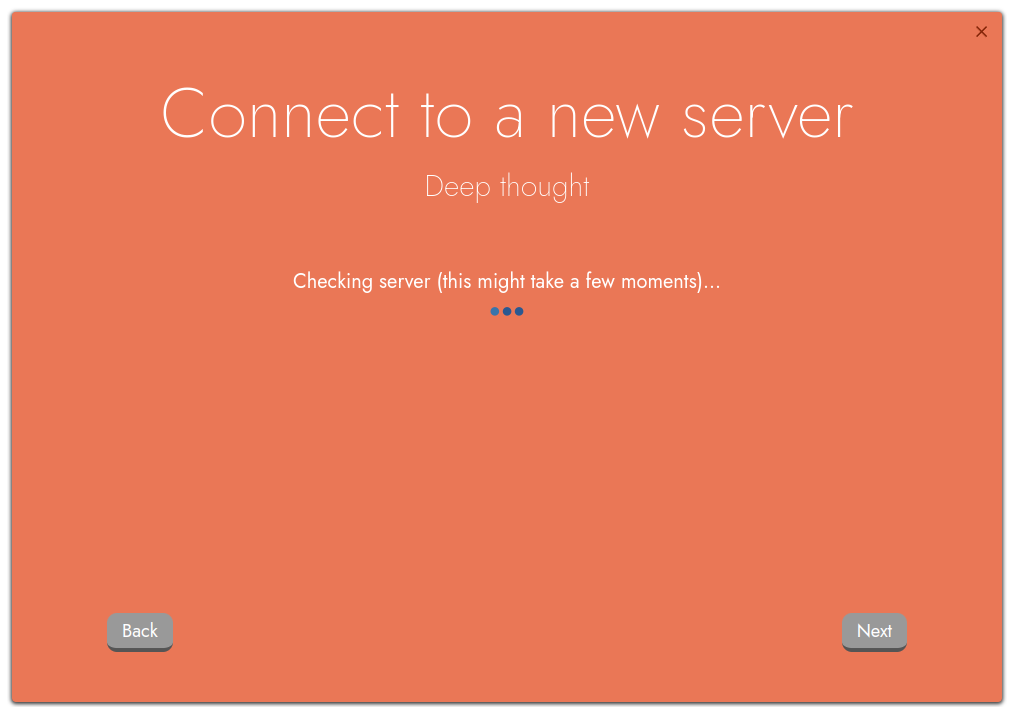 Connect to a new server
Deep thought
Checking server (this might take a few moments)...
Back
Next